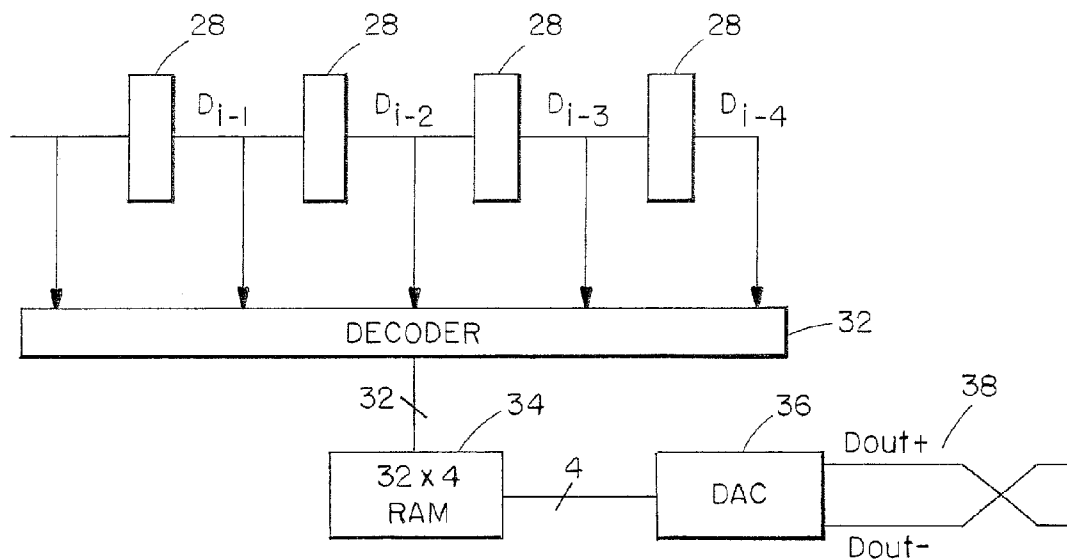 28 28 28 28
Di-1 Di-2 Di-3 Di-4
DECODER
32
32
34
36
38
32 x 4
RAM
4
DAC
Dout+
Dout-